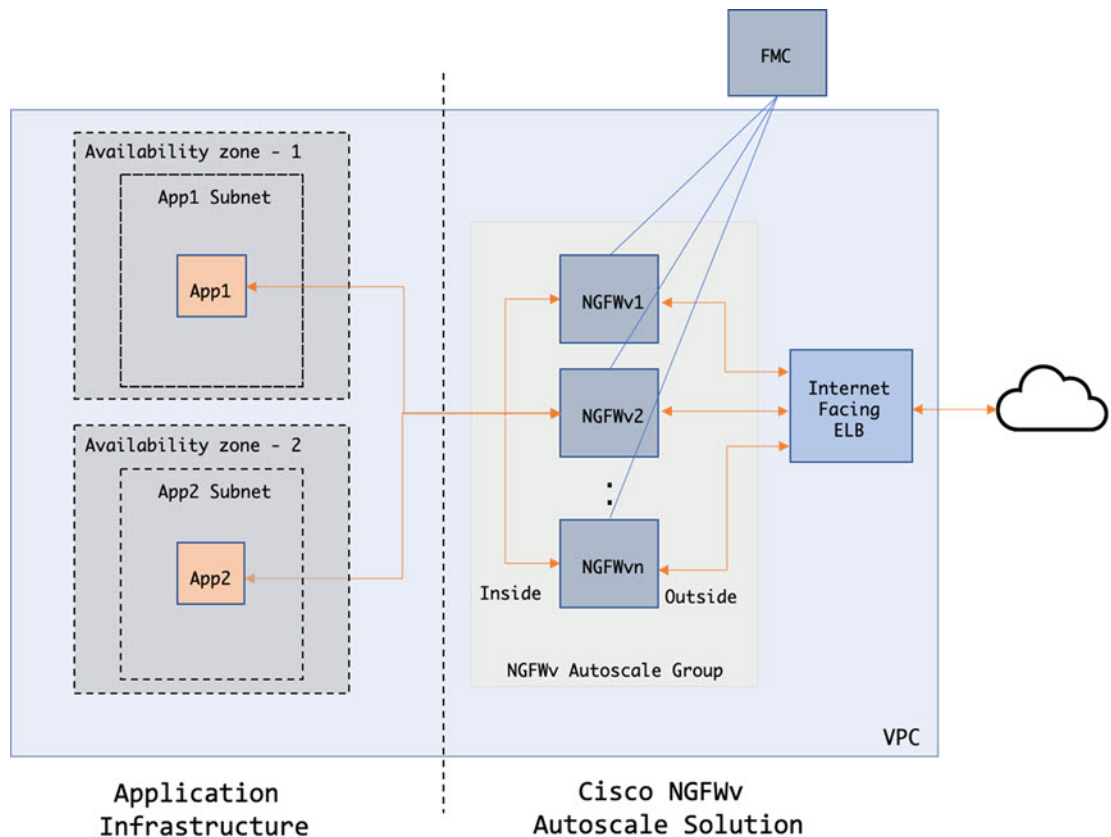 FMC
Availability zone - 1
App1 Subnet
App1
Availability zone - 2
App2 Subnet
App2
NGFWv1
NGFWv2
:
NGFWvn
Inside
Outside
NGFWv Autoscale Group
Internet
Facing
ELB
VPC
Application
Infrastructure
Cisco NGFWv
Autoscale Solution